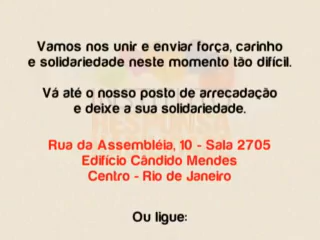 Vamos nos unir e enviar força, carinho
e solidariedade neste momento tão difícil.
Vá até o nosso posto de arrecadação
e deixe a sua solidariedade.
Rua da Assembléia, 10 - Sala 2705
Edifício Cândido Mendes
Centro - Rio de Janeiro
Ou ligue: